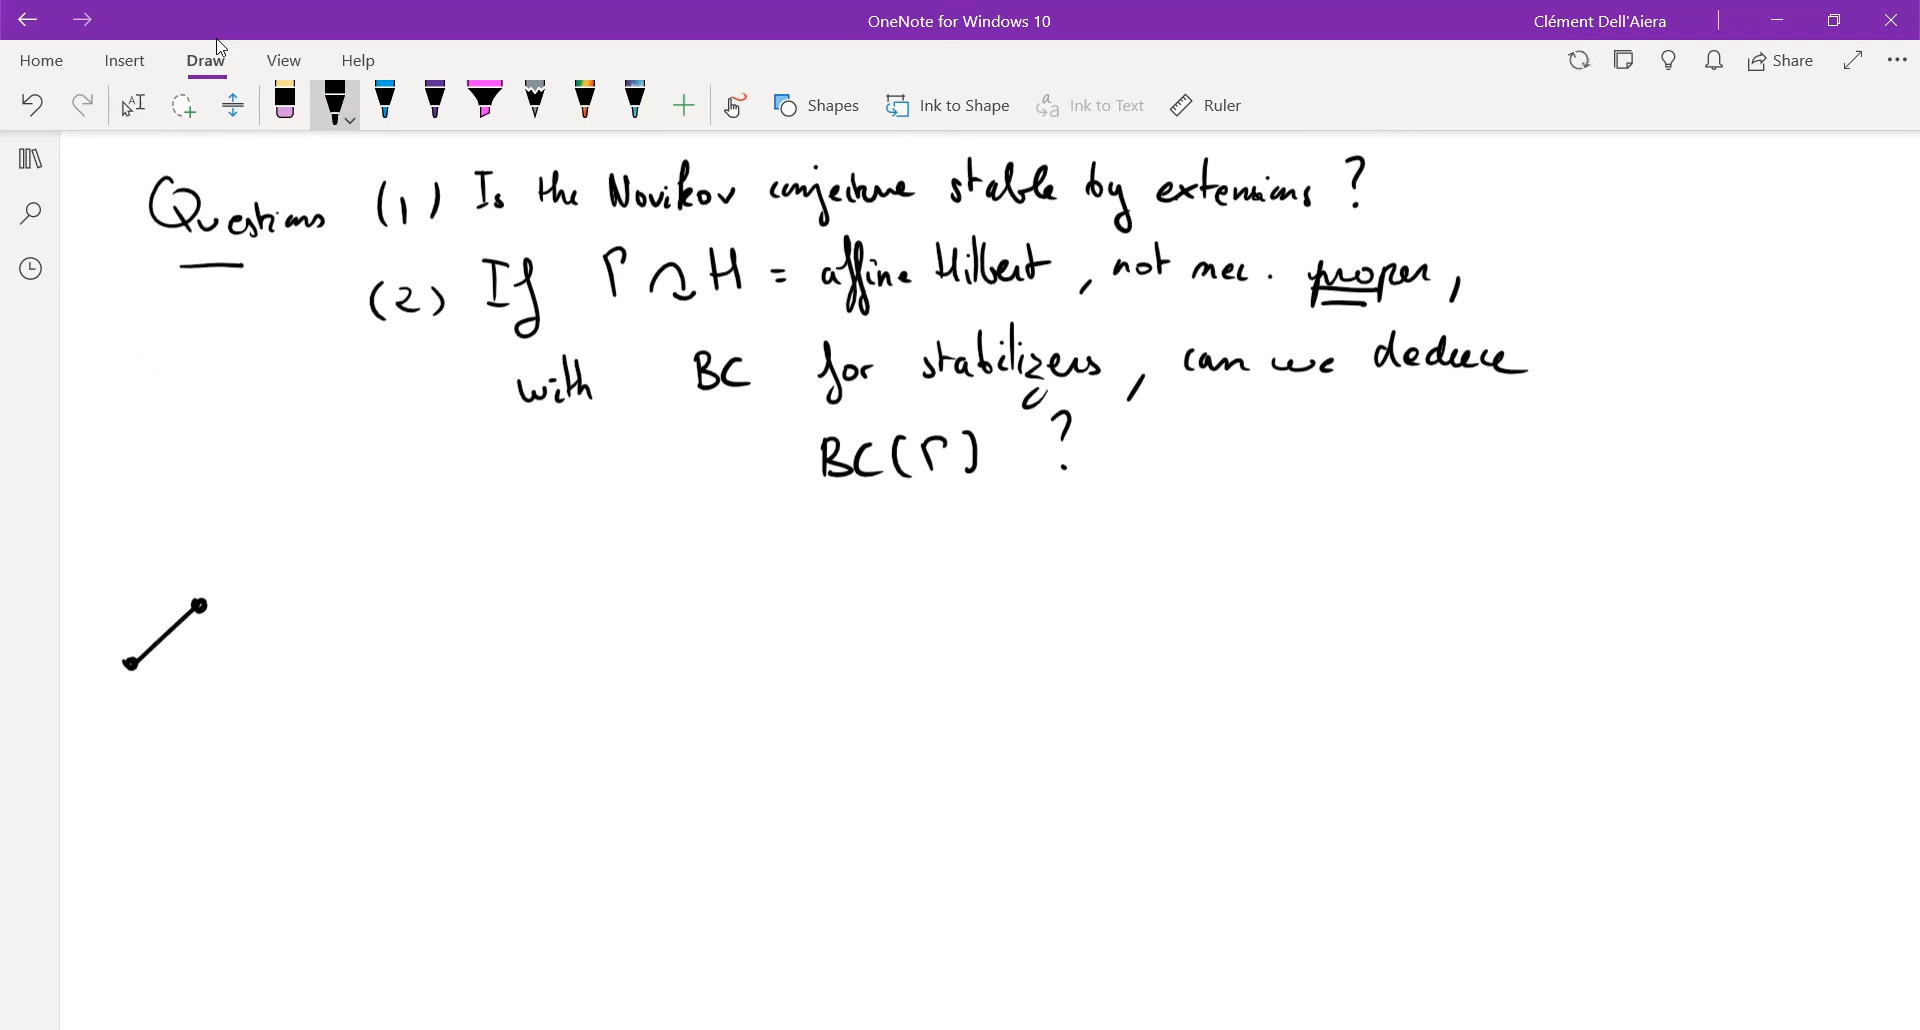 OneNote for Windows 10
Clément Dell'Aiera
Home Insert Draw View Help
Share
Shapes Ink to Shape Ink to Text Ruler
Questions (1) Is the Novikov conjecture stable by extensions ?
(2) If Γ ↷ H = affine Hilbert , not nec . proper ,
with BC for stabilizers , can we deduce
BC(Γ) ?